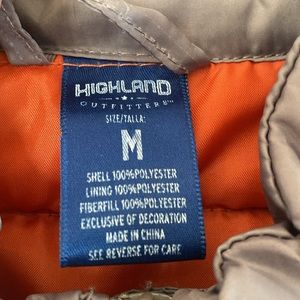 HIGHLAND
OUTFITTERS™
SIZE/TALLA:
M
SHELL 100%POLYESTER
LINING 100%POLYESTER
FIBERFILL 100%POLYESTER
EXCLUSIVE OF DECORATION
MADE IN CHINA
SEE REVERSE FOR CARE